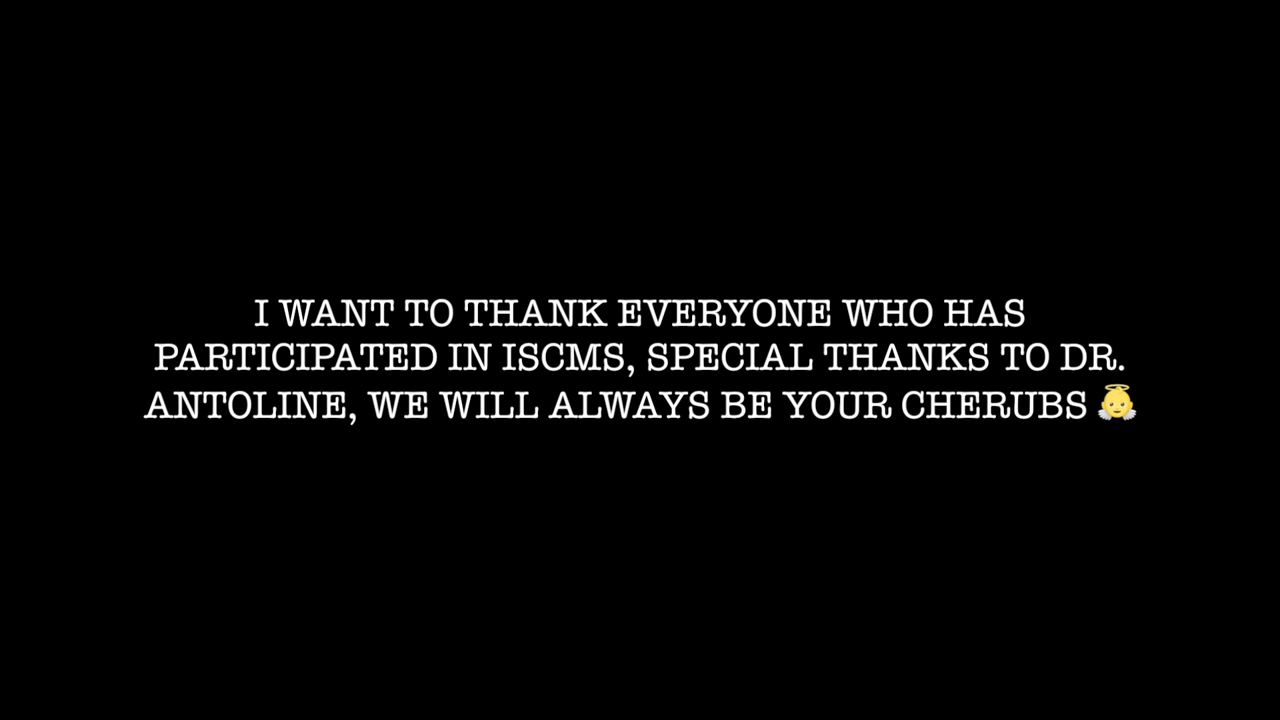 I WANT TO THANK EVERYONE WHO HAS
PARTICIPATED IN ISCMS, SPECIAL THANKS TO DR.
ANTOLINE, WE WILL ALWAYS BE YOUR CHERUBS 👼